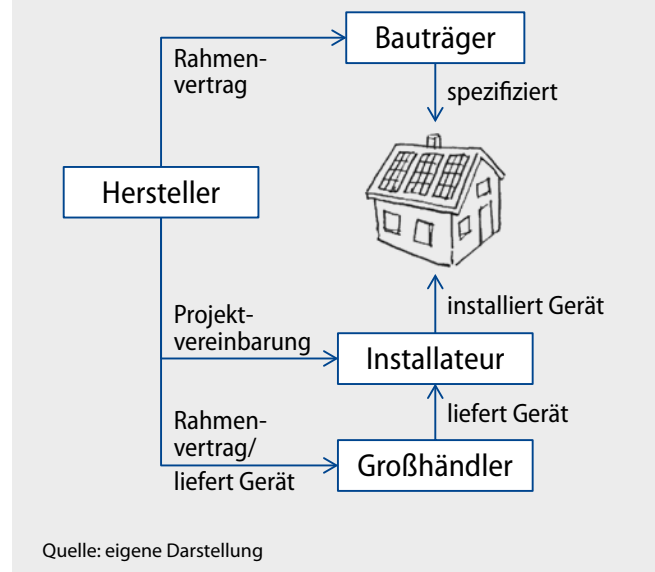 Bauträger
Rahmen-
vertrag
spezifiziert
Hersteller
installiert Gerät
Projekt-
vereinbarung
Installateur
liefert Gerät
Rahmen-
vertrag/
liefert Gerät
Großhändler
Quelle: eigene Darstellung